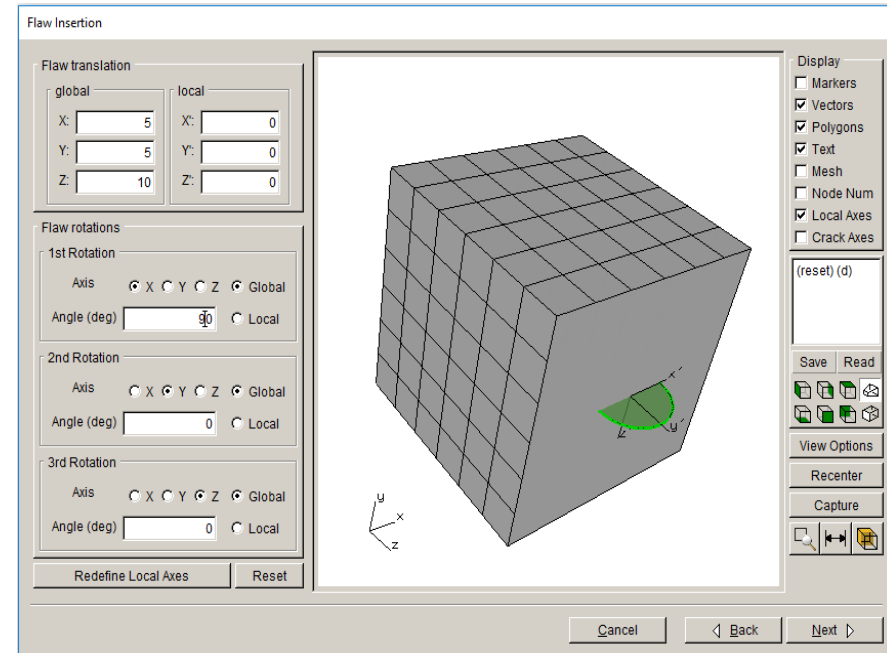 Flaw Insertion
Flaw translation
global
local
X: 5
X': 0
Y: 5
Y': 0
Z: 10
Z': 0
Flaw rotations
1st Rotation
Axis X Y Z Global
Angle (deg) 90 Local
2nd Rotation
Axis X Y Z Global
Angle (deg) 0 Local
3rd Rotation
Axis X Y Z Global
Angle (deg) 0 Local
Redefine Local Axes
Reset
x'
y'
y
x
z
Display
Markers
Vectors
Polygons
Text
Mesh
Node Num
Local Axes
Crack Axes
(reset) (d)
Save Read
View Options
Recenter
Capture
Cancel
Back
Next